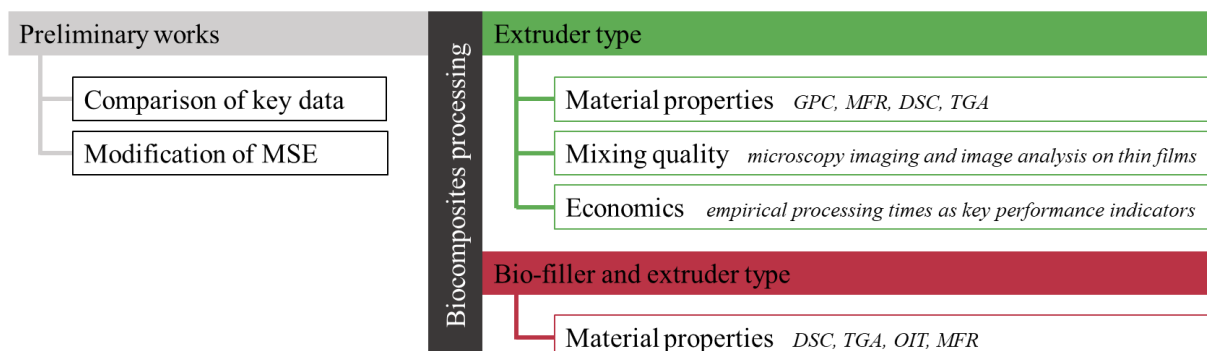 Preliminary works
Comparison of key data
Modification of MSE
Biocomposites processing
Extruder type
Material properties GPC, MFR, DSC, TGA
Mixing quality microscopy imaging and image analysis on thin films
Economics empirical processing times as key performance indicators
Bio-filler and extruder type
Material properties DSC, TGA, OIT, MFR